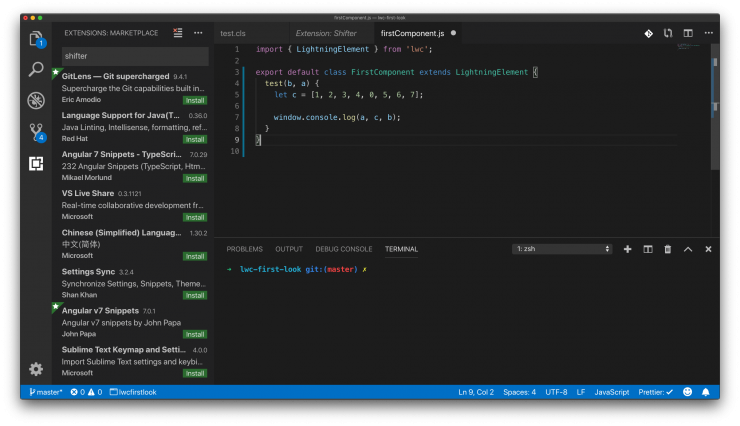 firstComponent.js — lwc-first-look
EXTENSIONS: MARKETPLACE
shifter
GitLens — Git supercharged 9.4.1
Supercharge the Git capabilities built in...
Eric Amodio Install
Language Support for Java(T... 0.36.0
Java Linting, Intellisense, formatting, ref...
Red Hat Install
Angular 7 Snippets - TypeScri... 7.0.29
232 Angular Snippets (TypeScript, Htm...
Mikael Morlund Install
VS Live Share 0.3.1121
Real-time collaborative development fr...
Microsoft Install
Chinese (Simplified) Languag... 1.30.2
中文(简体)
Microsoft Install
Settings Sync 3.2.4
Synchronize Settings, Snippets, Theme...
Shan Khan Install
Angular v7 Snippets 7.0.1
Angular v7 snippets by John Papa
John Papa Install
Sublime Text Keymap and Setti... 4.0.0
Import Sublime Text settings and keybi...
Microsoft Install
test.cls Extension: Shifter firstComponent.js
1 import { LightningElement } from 'lwc';
2
3 export default class FirstComponent extends LightningElement {
4 test(b, a) {
5 let c = [1, 2, 3, 4, 0, 5, 6, 7];
6
7 window.console.log(a, c, b);
8 }
9 }
10
PROBLEMS OUTPUT DEBUG CONSOLE TERMINAL 1: zsh
➜ lwc-first-look git:(master) ✗
1
4
master* 0 0 lwcfirstlook Ln 9, Col 2 Spaces: 4 UTF-8 LF JavaScript Prettier: ✓